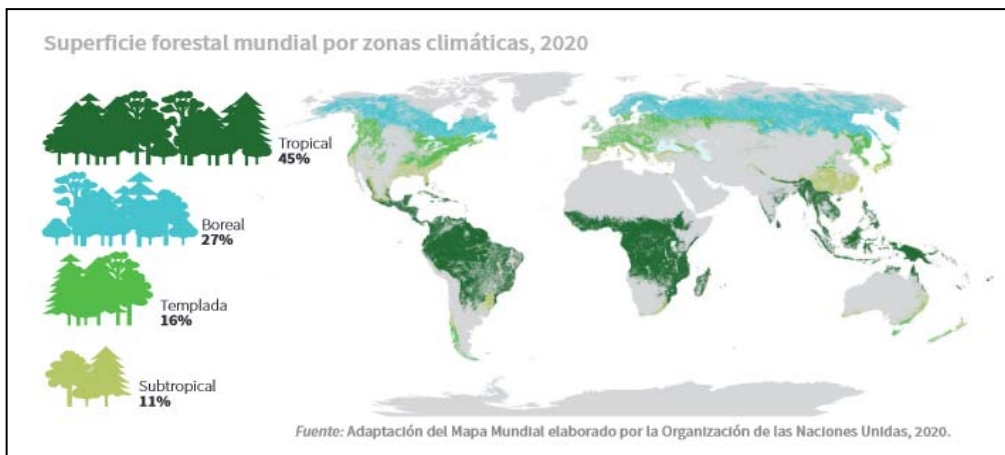 Superficie forestal mundial por zonas climáticas, 2020
Tropical
45%
Boreal
27%
Templada
16%
Subtropical
11%
Fuente: Adaptación del Mapa Mundial elaborado por la Organización de las Naciones Unidas, 2020.